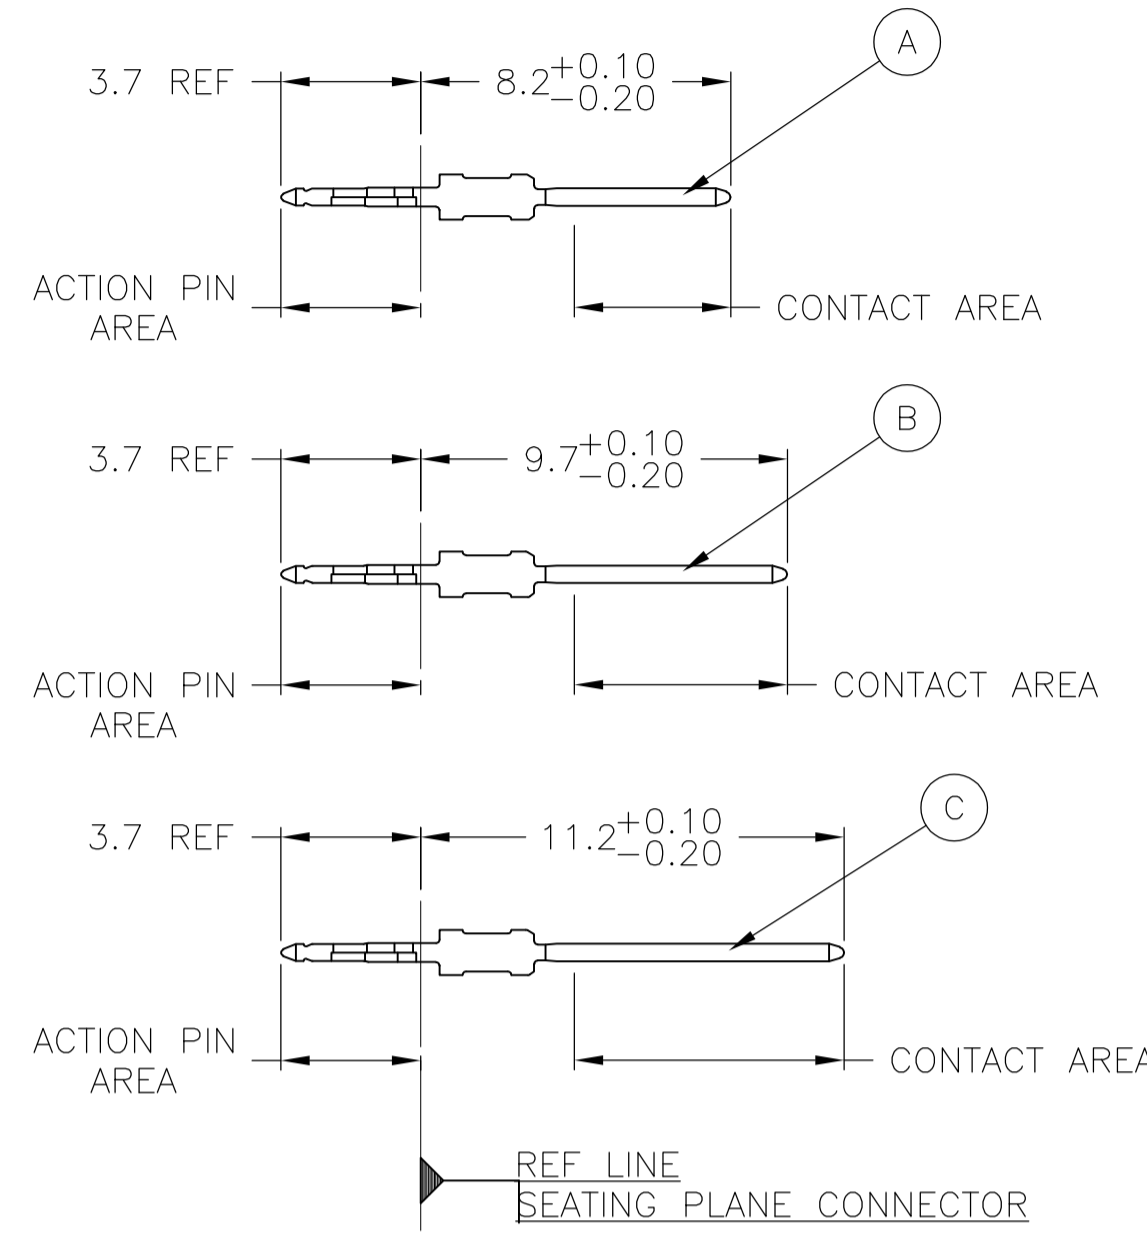 A
3.7 REF
8.2 +0.10
−0.20
ACTION PIN
AREA
CONTACT AREA
B
3.7 REF
9.7 +0.10
−0.20
ACTION PIN
AREA
CONTACT AREA
C
3.7 REF
11.2 +0.10
−0.20
ACTION PIN
AREA
CONTACT AREA
REF LINE
SEATING PLANE CONNECTOR